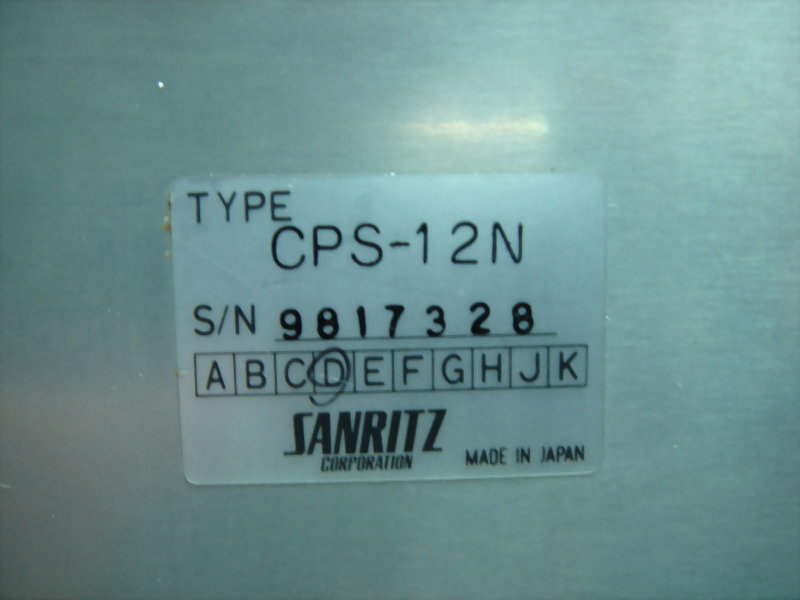 TYPE
CPS-12N
S/N 9817328
A B C D E F G H J K
SANRITZ
CORPORATION
MADE IN JAPAN